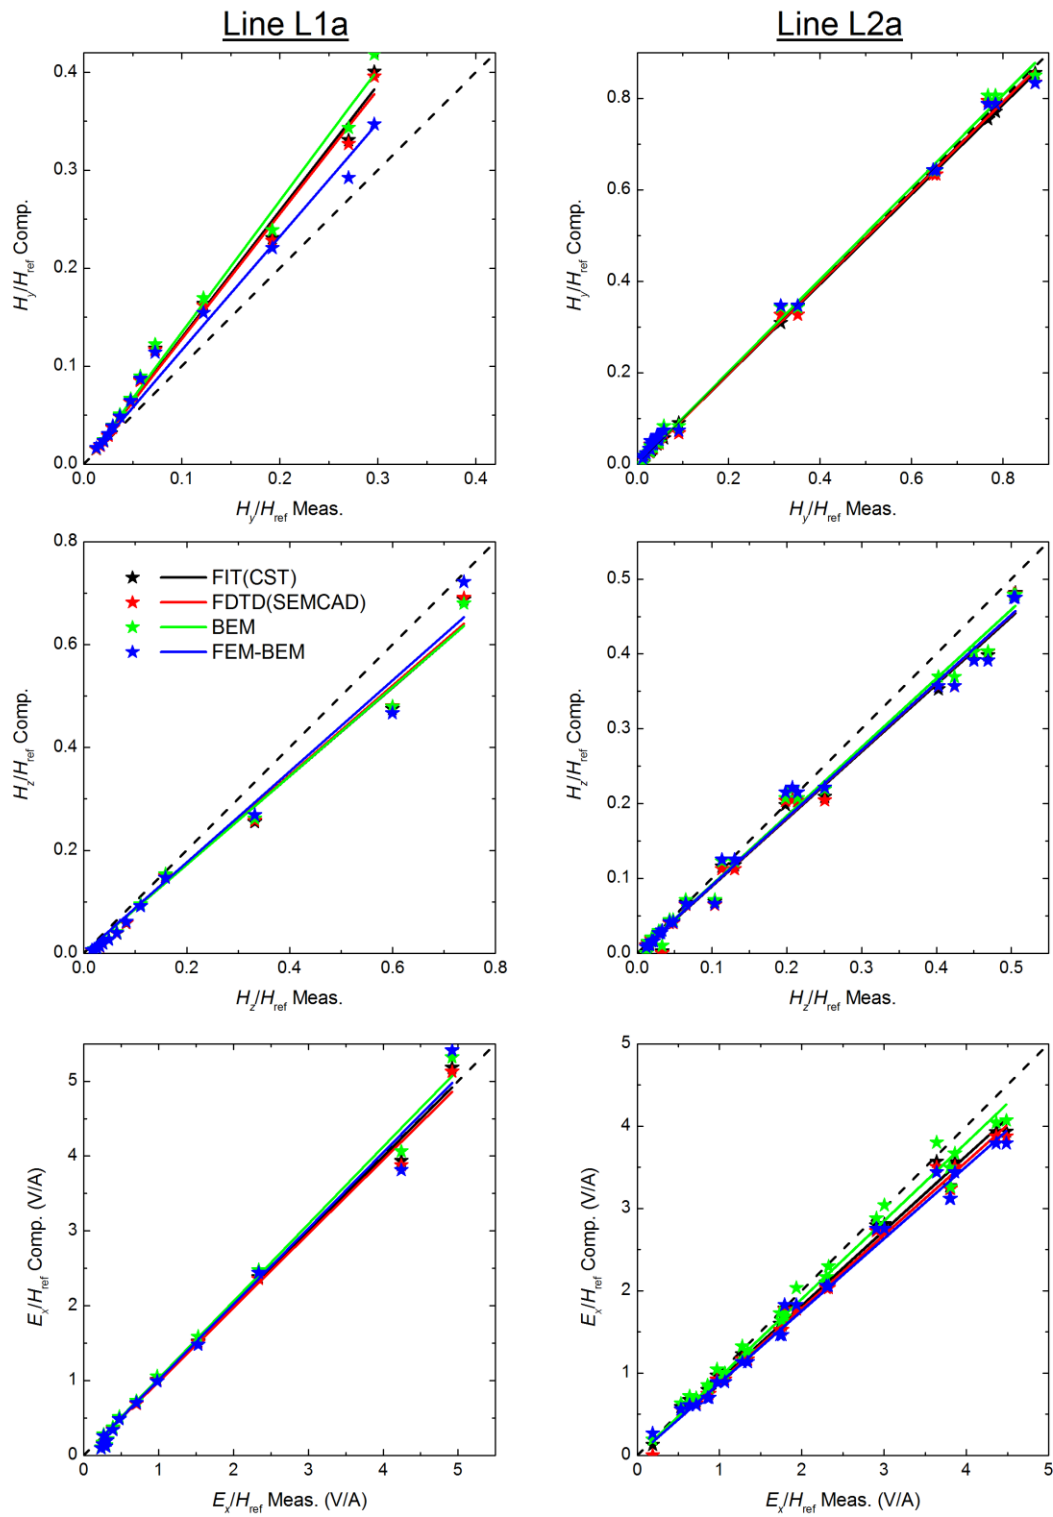 Line L1a
Line L2a
0.4
0.3
0.2
0.1
0.0
Hy/Href Comp.
0.0 0.1 0.2 0.3 0.4
Hy/Href Meas.
0.8
0.6
0.4
0.2
0.0
Hy/Href Comp.
0.0 0.2 0.4 0.6 0.8
Hy/Href Meas.
0.8
0.6
0.4
0.2
0.0
Hz/Href Comp.
FIT(CST)
FDTD(SEMCAD)
BEM
FEM-BEM
0.0 0.2 0.4 0.6 0.8
Hz/Href Meas.
0.5
0.4
0.3
0.2
0.1
0.0
Hz/Href Comp.
0.0 0.1 0.2 0.3 0.4 0.5
Hz/Href Meas.
5
4
3
2
1
0
Ex/Href Comp. (V/A)
0 1 2 3 4 5
Ex/Href Meas. (V/A)
5
4
3
2
1
0
Ex/Href Comp. (V/A)
0 1 2 3 4 5
Ex/Href Meas. (V/A)